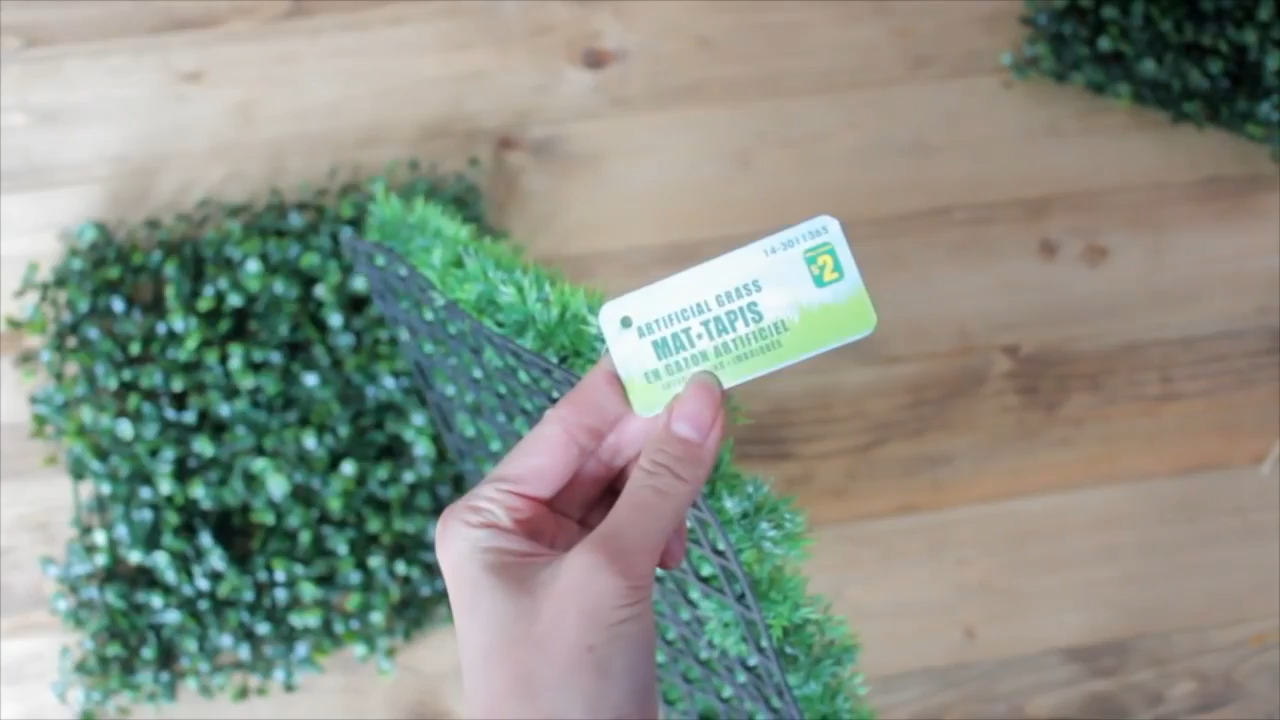 14-3011365
$2
ARTIFICIAL GRASS
MAT-TAPIS
EN GAZON ARTIFICIEL